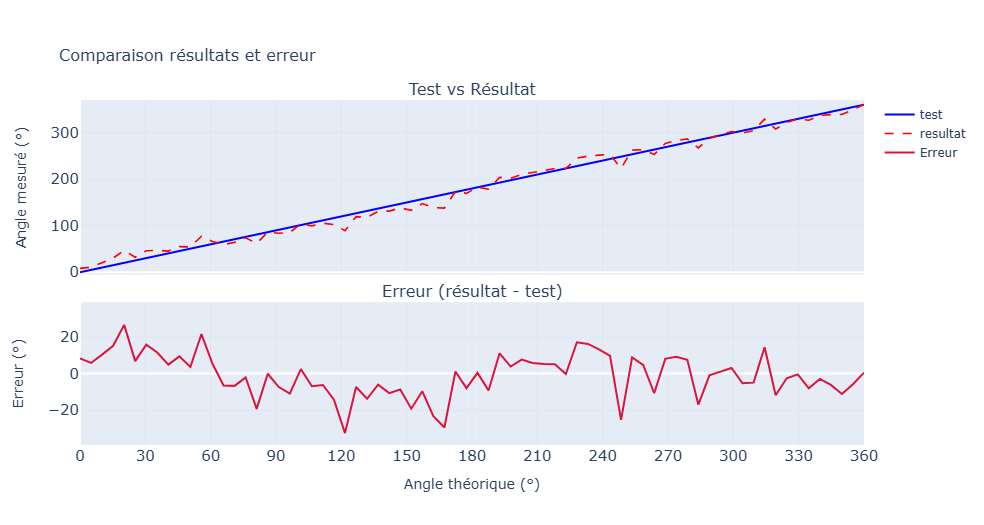 Comparaison résultats et erreur
Test vs Résultat
Angle mesuré (°)
300
200
100
0
test
resultat
Erreur
Erreur (résultat - test)
Erreur (°)
20
0
−20
0 30 60 90 120 150 180 210 240 270 300 330 360
Angle théorique (°)